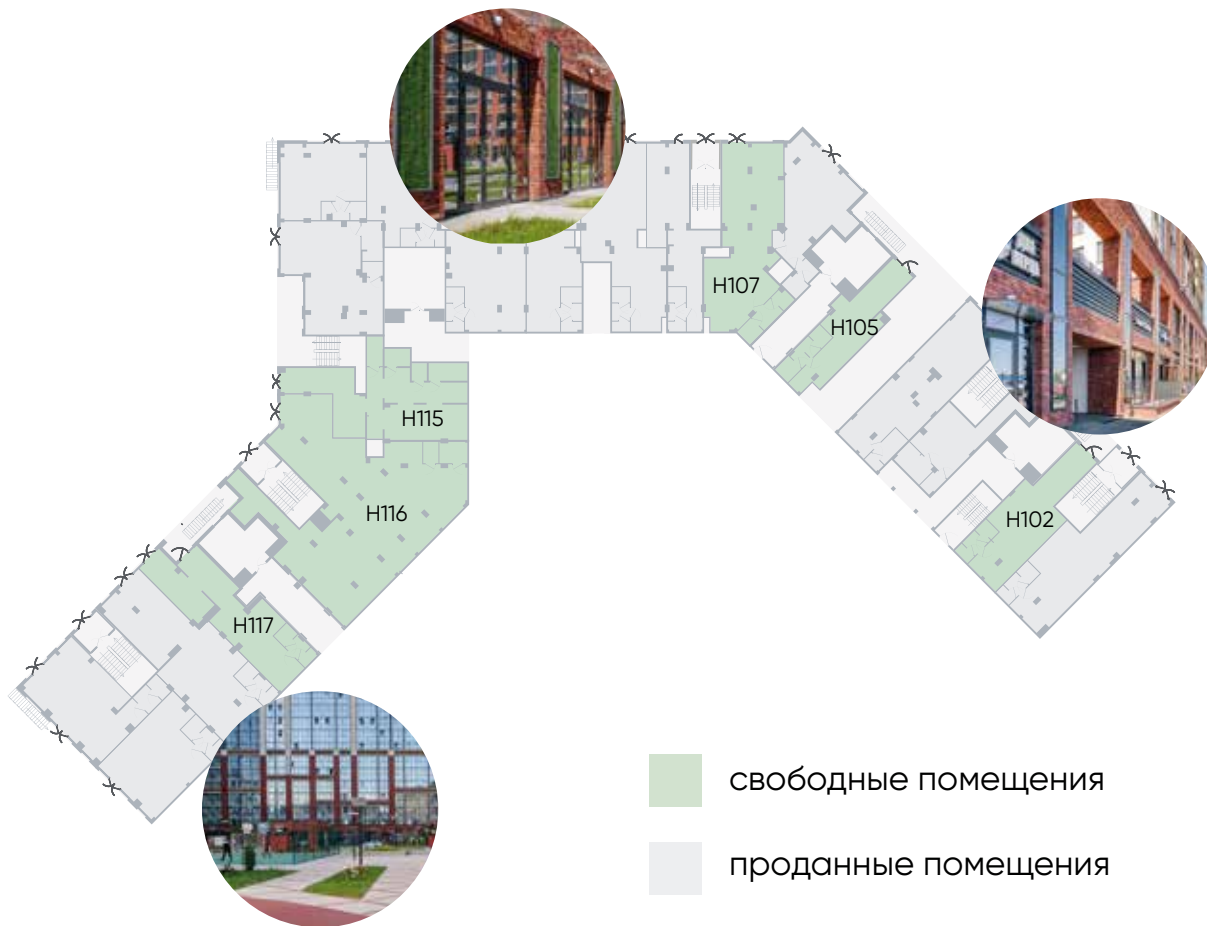 Н107
Н105
Н115
Н116
Н102
Н117
свободные помещения
проданные помещения